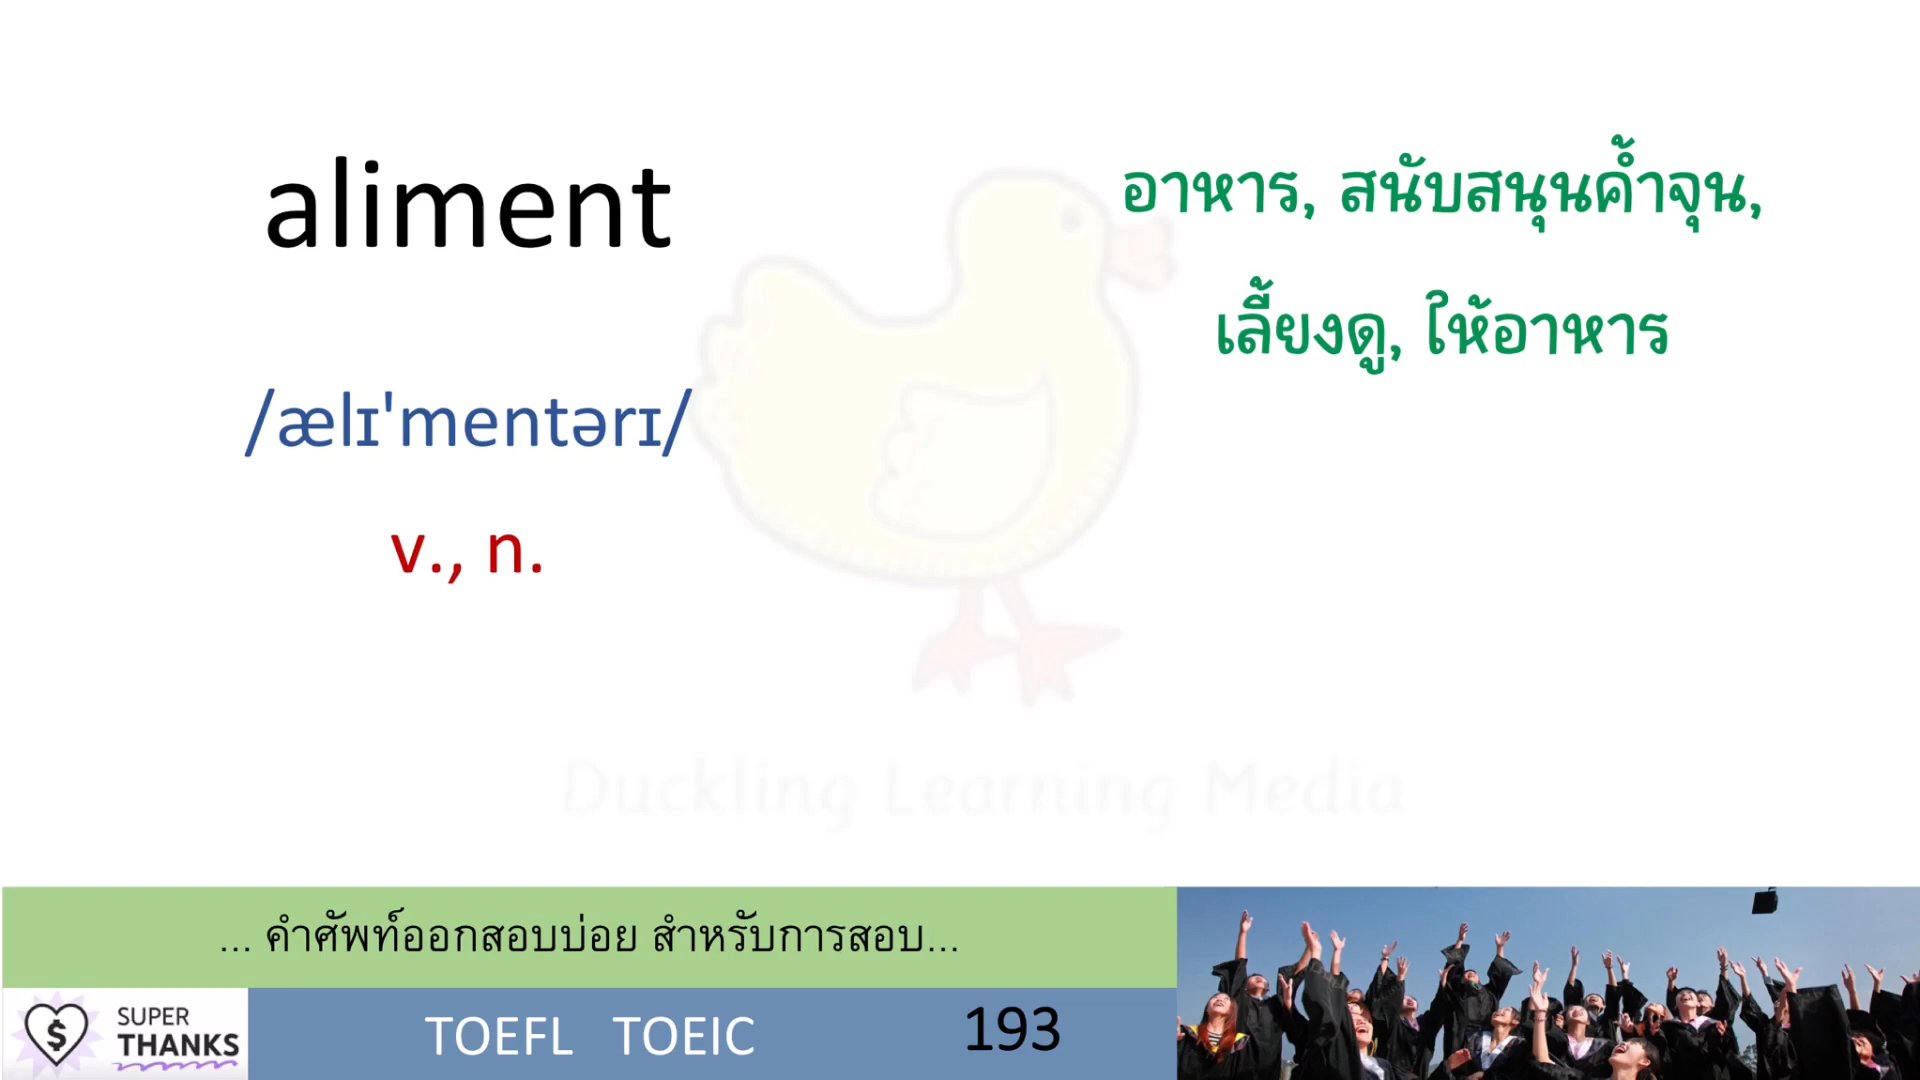 aliment
/ælɪ'mentərɪ/
v., n.
อาหาร, สนับสนุนค้ำจุน,
เลี้ยงดู, ให้อาหาร
Duckling Learning Media
... คำศัพท์ออกสอบบ่อย สำหรับการสอบ...
SUPER
THANKS
TOEFL TOEIC 193